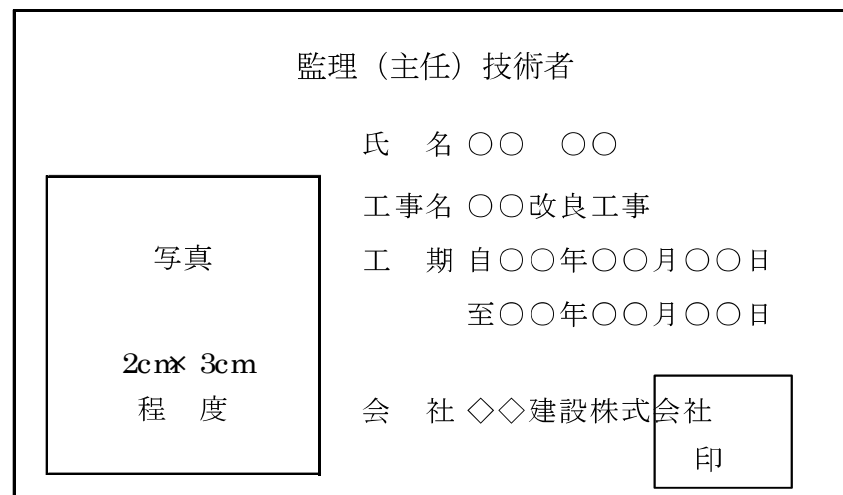 監理（主任）技術者
氏　名 ○○　○○
工事名 ○○改良工事
工　期 自○○年○○月○○日
至○○年○○月○○日
会　社 ◇◇建設株式会社
印
写真
2cm× 3cm
程　度